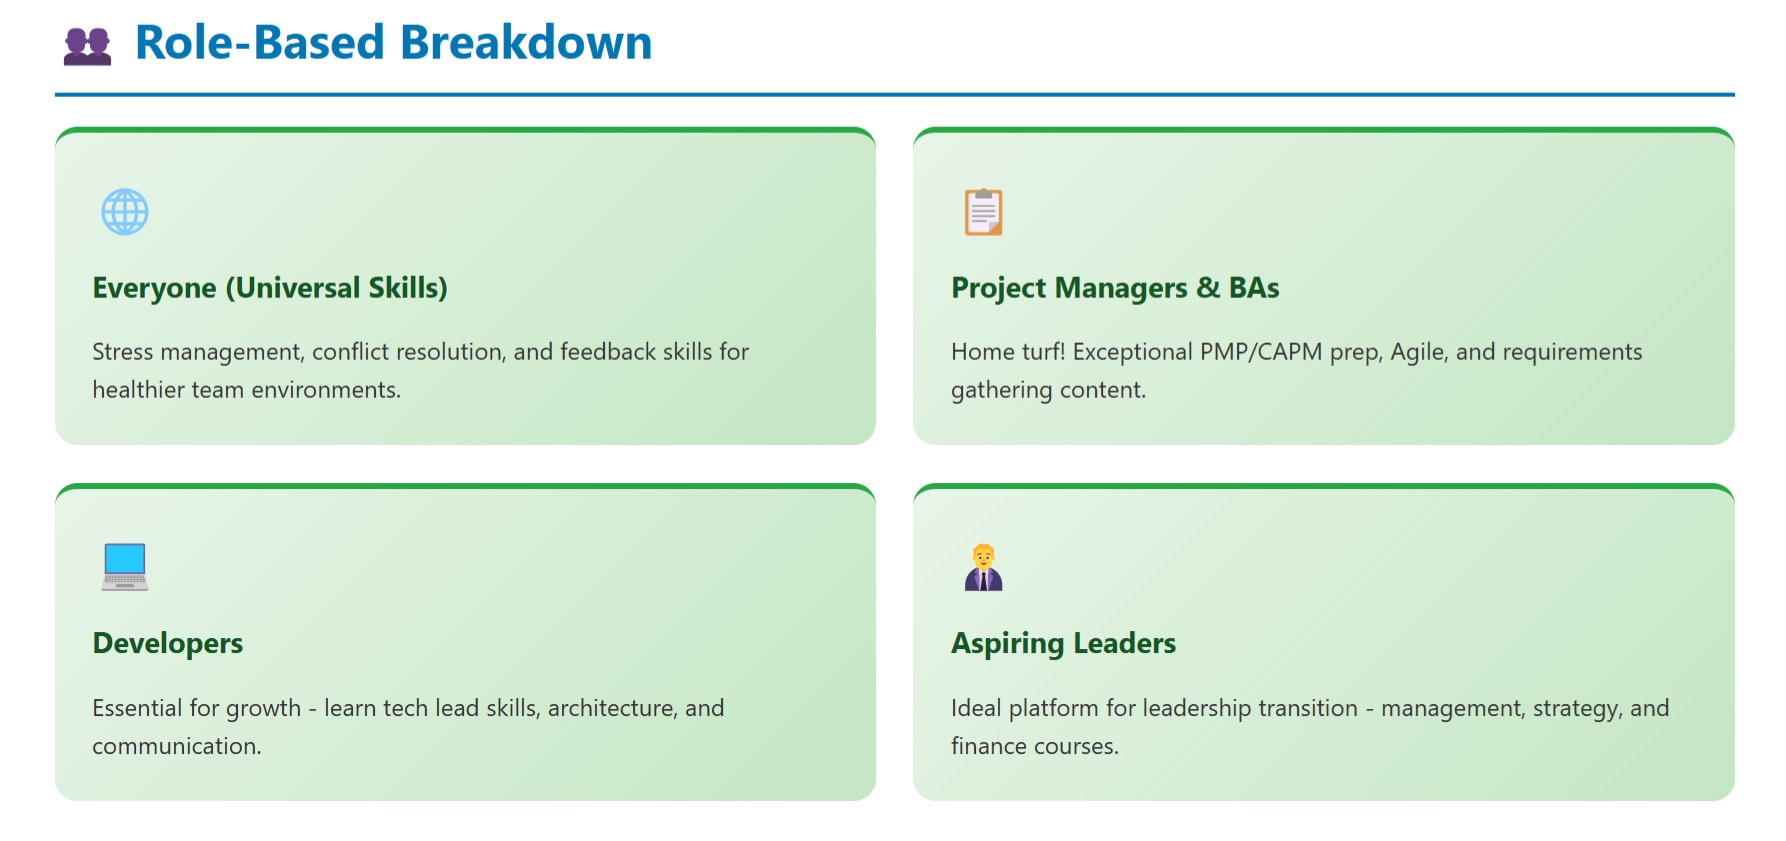 Role-Based Breakdown
Everyone (Universal Skills)
Stress management, conflict resolution, and feedback skills for
healthier team environments.
Project Managers & BAs
Home turf! Exceptional PMP/CAPM prep, Agile, and requirements
gathering content.
Developers
Essential for growth - learn tech lead skills, architecture, and
communication.
Aspiring Leaders
Ideal platform for leadership transition - management, strategy, and
finance courses.